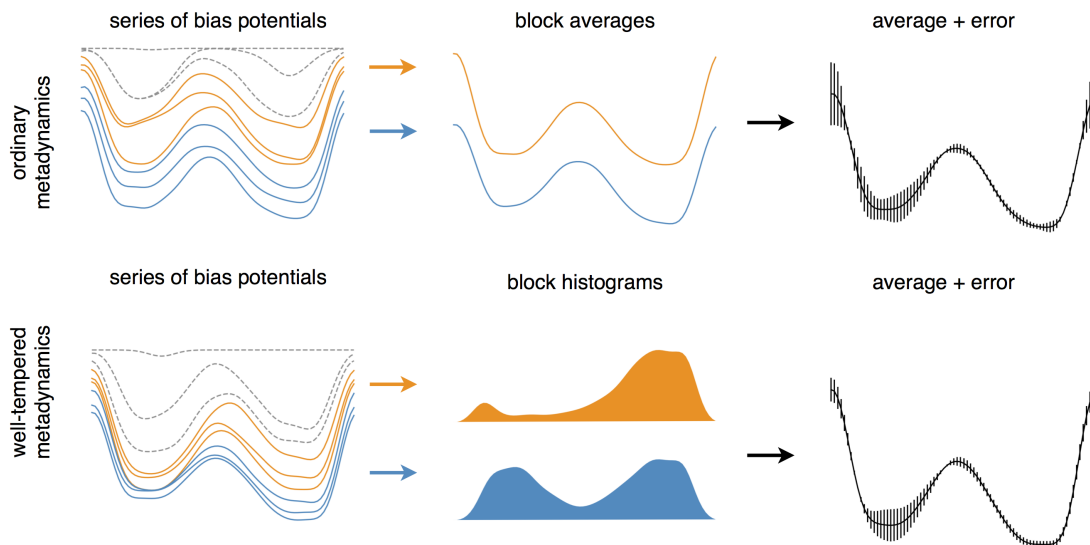 series of bias potentials
block averages
average + error
ordinary
metadynamics
series of bias potentials
block histograms
average + error
well-tempered
metadynamics